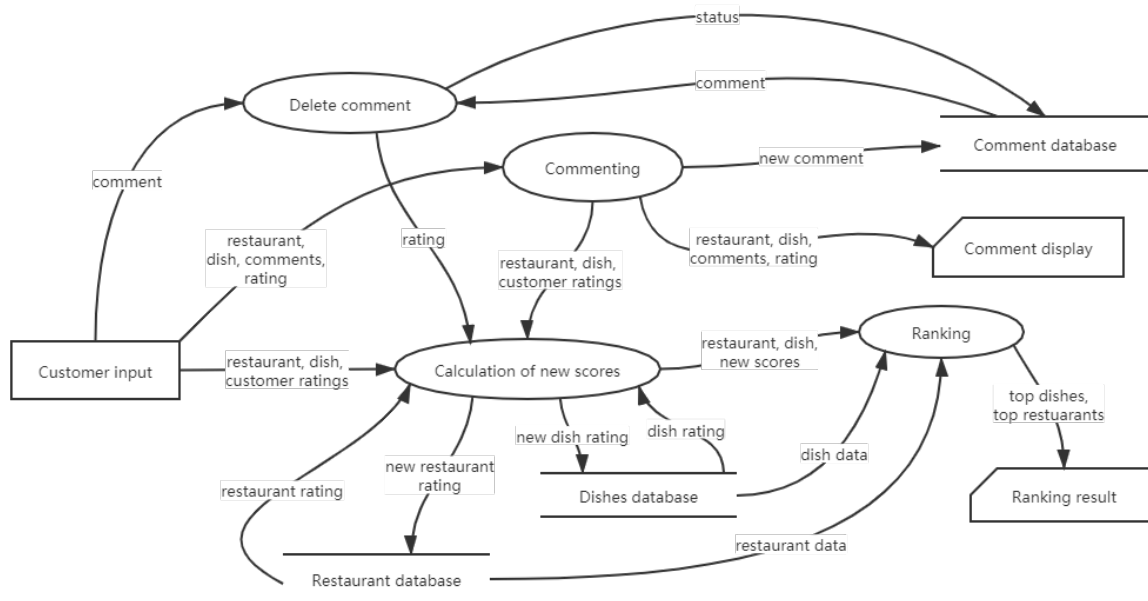 status
comment
Delete comment
Comment database
new comment
Commenting
comment
restaurant,
dish, comments,
rating
rating
restaurant, dish,
comments, rating
Comment display
restaurant, dish,
customer ratings
Customer input
restaurant, dish,
customer ratings
Calculation of new scores
restaurant, dish,
new scores
Ranking
top dishes,
top restuarants
new dish rating
dish rating
dish data
new restaurant
rating
restaurant rating
Dishes database
Ranking result
restaurant data
Restaurant database